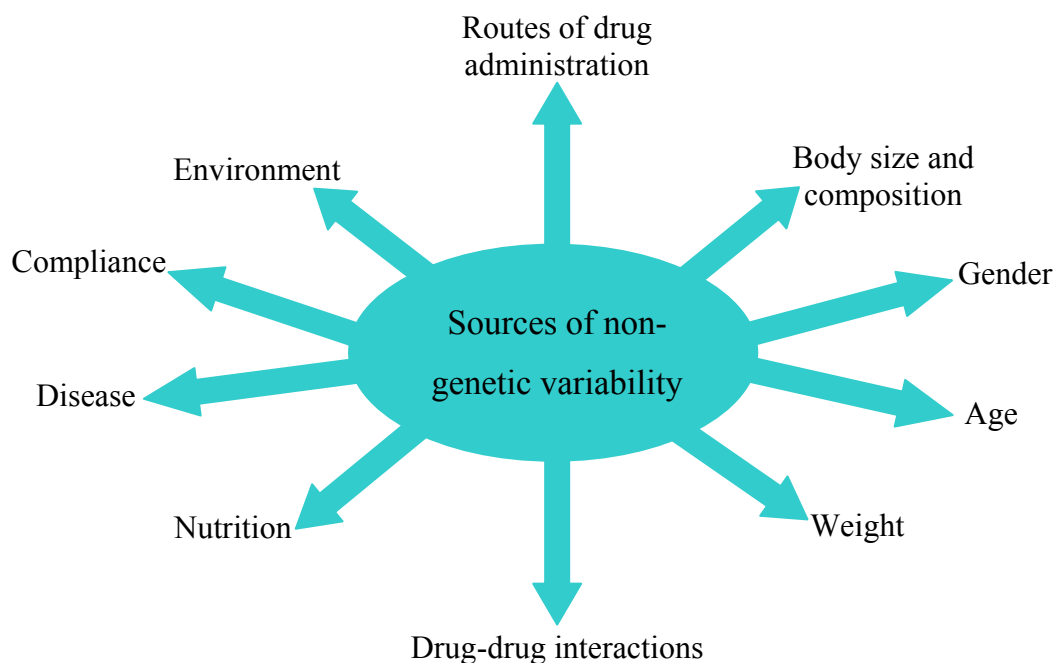 Routes of drug
administration
Environment
Body size and
composition
Compliance
Gender
Sources of non-
genetic variability
Disease
Age
Nutrition
Weight
Drug-drug interactions